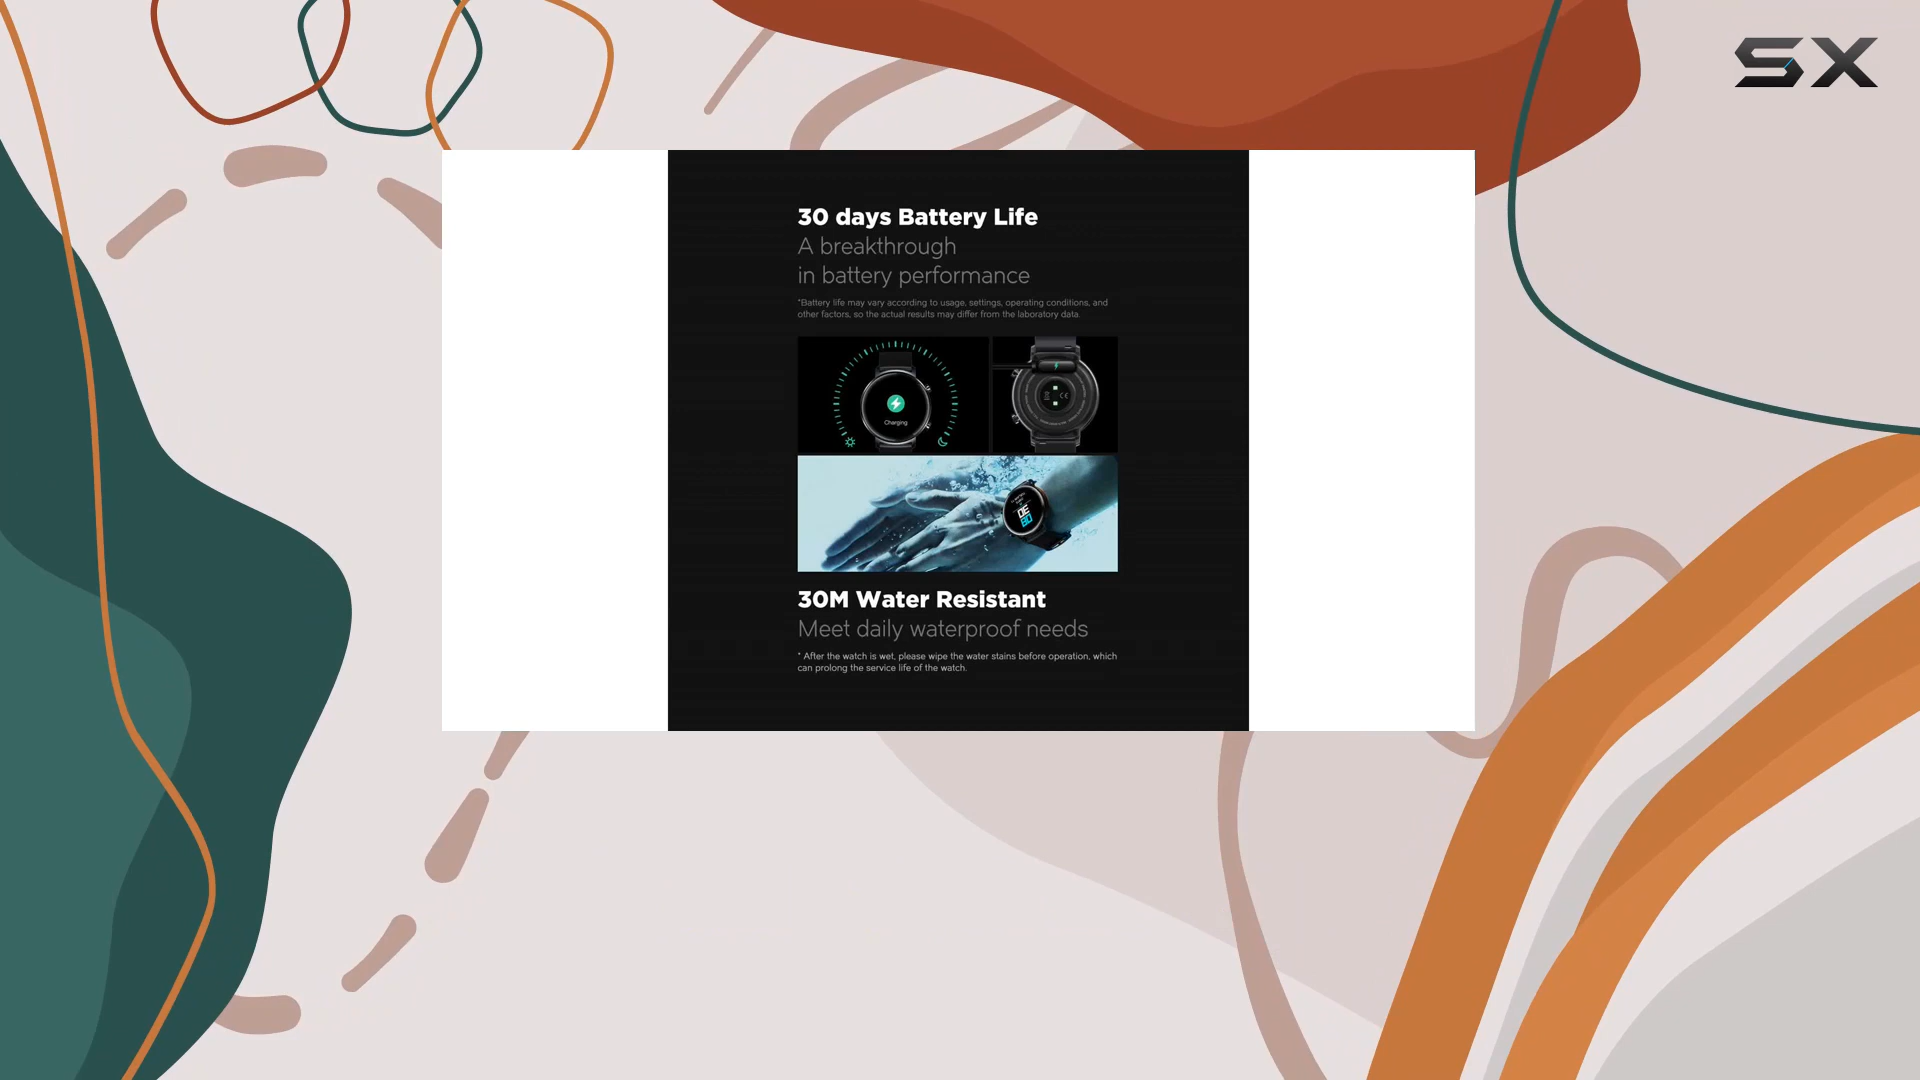 SX
30 days Battery Life
A breakthrough
in battery performance
*Battery life may vary according to usage, settings, operating conditions, and
other factors, so the actual results may differ from the laboratory data.
Charging
30M Water Resistant
Meet daily waterproof needs
* After the watch is wet, please wipe the water stains before operation, which
can prolong the service life of the watch.